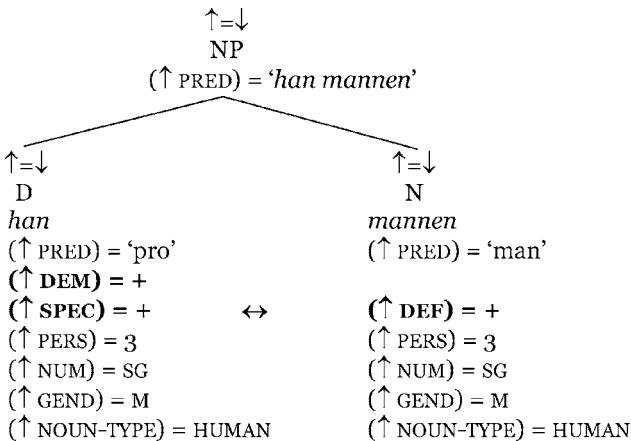 ↑=↓
NP
(↑ PRED) = ‘han mannen’
↑=↓ ↑=↓
D N
han mannen
(↑ PRED) = ‘pro’ (↑ PRED) = ‘man’
(↑ DEM) = +
(↑ SPEC) = + ↔ (↑ DEF) = +
(↑ PERS) = 3 (↑ PERS) = 3
(↑ NUM) = SG (↑ NUM) = SG
(↑ GEND) = M (↑ GEND) = M
(↑ NOUN-TYPE) = HUMAN (↑ NOUN-TYPE) = HUMAN